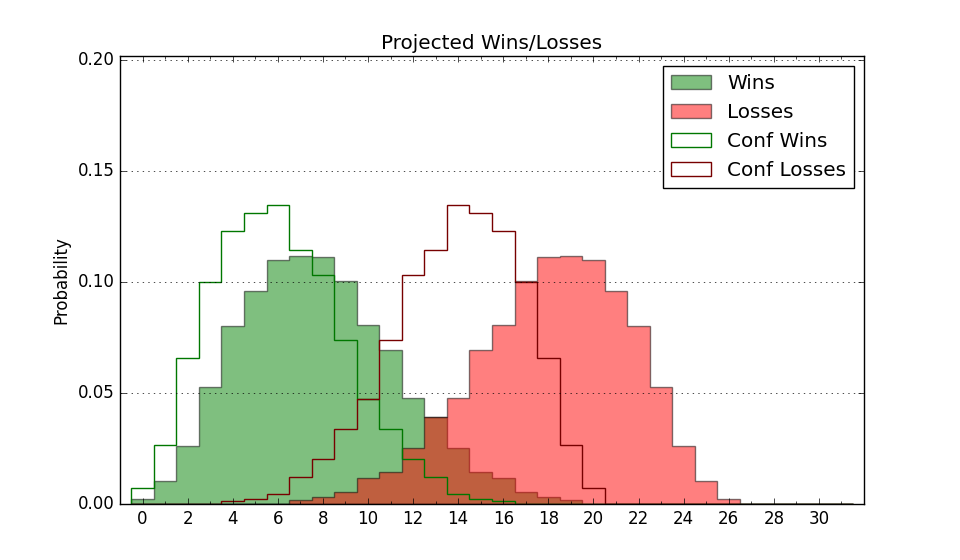 Projected Wins/Losses
0.20
0.15
0.10
0.05
0.00
Probability
Wins
Losses
Conf Wins
Conf Losses
0 2 4 6 8 10 12 14 16 18 20 22 24 26 28 30